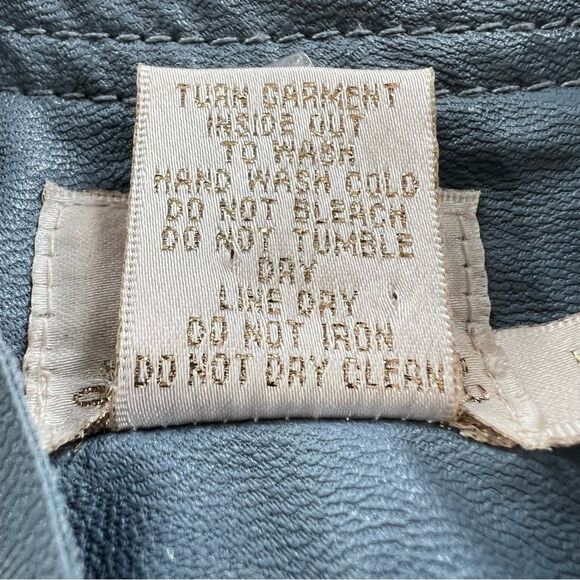 TURN GARMENT
INSIDE OUT
TO WASH
HAND WASH COLD
DO NOT BLEACH
DO NOT TUMBLE
DRY
LINE DRY
DO NOT IRON
DO NOT DRY CLEAN